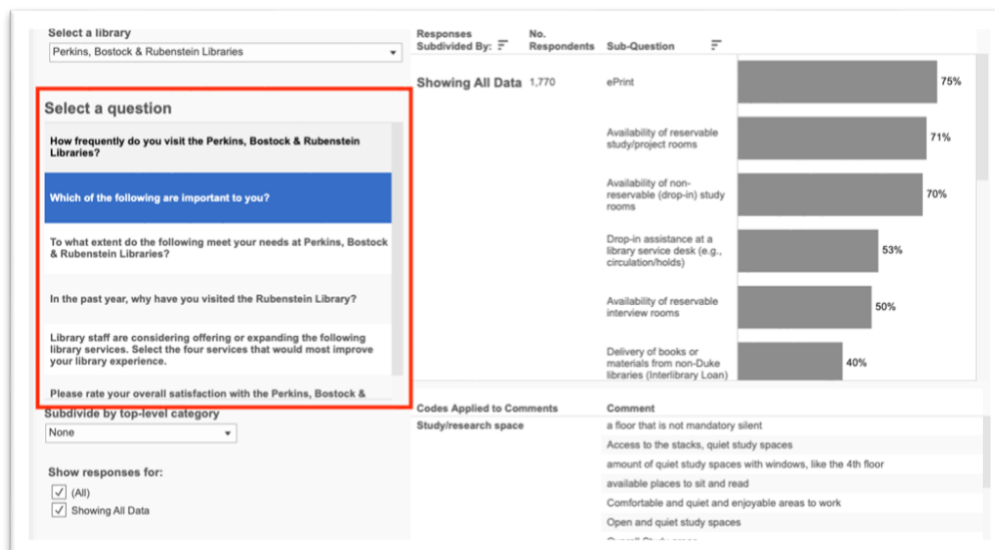 Select a library
Perkins, Bostock & Rubenstein Libraries
Select a question
How frequently do you visit the Perkins, Bostock & Rubenstein
Libraries?
Which of the following are important to you?
To what extent do the following meet your needs at Perkins, Bostock
& Rubenstein Libraries?
In the past year, why have you visited the Rubenstein Library?
Library staff are considering offering or expanding the following
library services. Select the four services that would most improve
your library experience.
Please rate your overall satisfaction with the Perkins, Bostock &
Subdivide by top-level category
None
Show responses for:
(All)
Showing All Data
Responses
Subdivided By:
No.
Respondents
Sub-Question
Showing All Data
1,770
ePrint
75%
Availability of reservable
study/project rooms
71%
Availability of non-
reservable (drop-in) study
rooms
70%
Drop-in assistance at a
library service desk (e.g.,
circulation/holds)
53%
Availability of reservable
interview rooms
50%
Delivery of books or
materials from non-Duke
libraries (Interlibrary Loan)
40%
Codes Applied to Comments
Comment
Study/research space
a floor that is not mandatory silent
Access to the stacks, quiet study spaces
amount of quiet study spaces with windows, like the 4th floor
available places to sit and read
Comfortable and quiet and enjoyable areas to work
Open and quiet study spaces